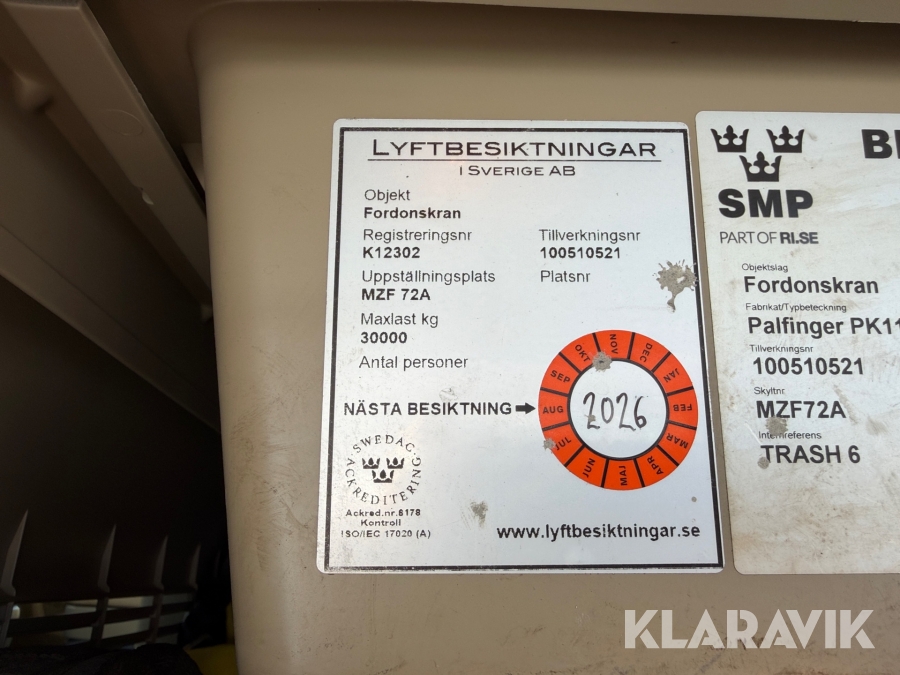 LYFTBESIKTNINGAR
I SVERIGE AB
Objekt
Fordonskran
Registreringsnr Tillverkningsnr
K12302 100510521
Uppställningsplats Platsnr
MZF 72A
Maxlast kg
30000
Antal personer
NÄSTA BESIKTNING
JAN FEB MAR APR MAJ JUN JUL AUG SEP OKT NOV DEC
2026
SWEDAC
ACKREDITERING
Ackred.nr.8178
Kontroll
ISO/IEC 17020 (A)
www.lyftbesiktningar.se
SMP
PART OF RI.SE
Objektslag
Fordonskran
Fabrikat/Typbeteckning
Palfinger PK11
Tillverkningsnr
100510521
Skyltnr
MZF72A
Internreferens
TRASH 6
KLARAVIK